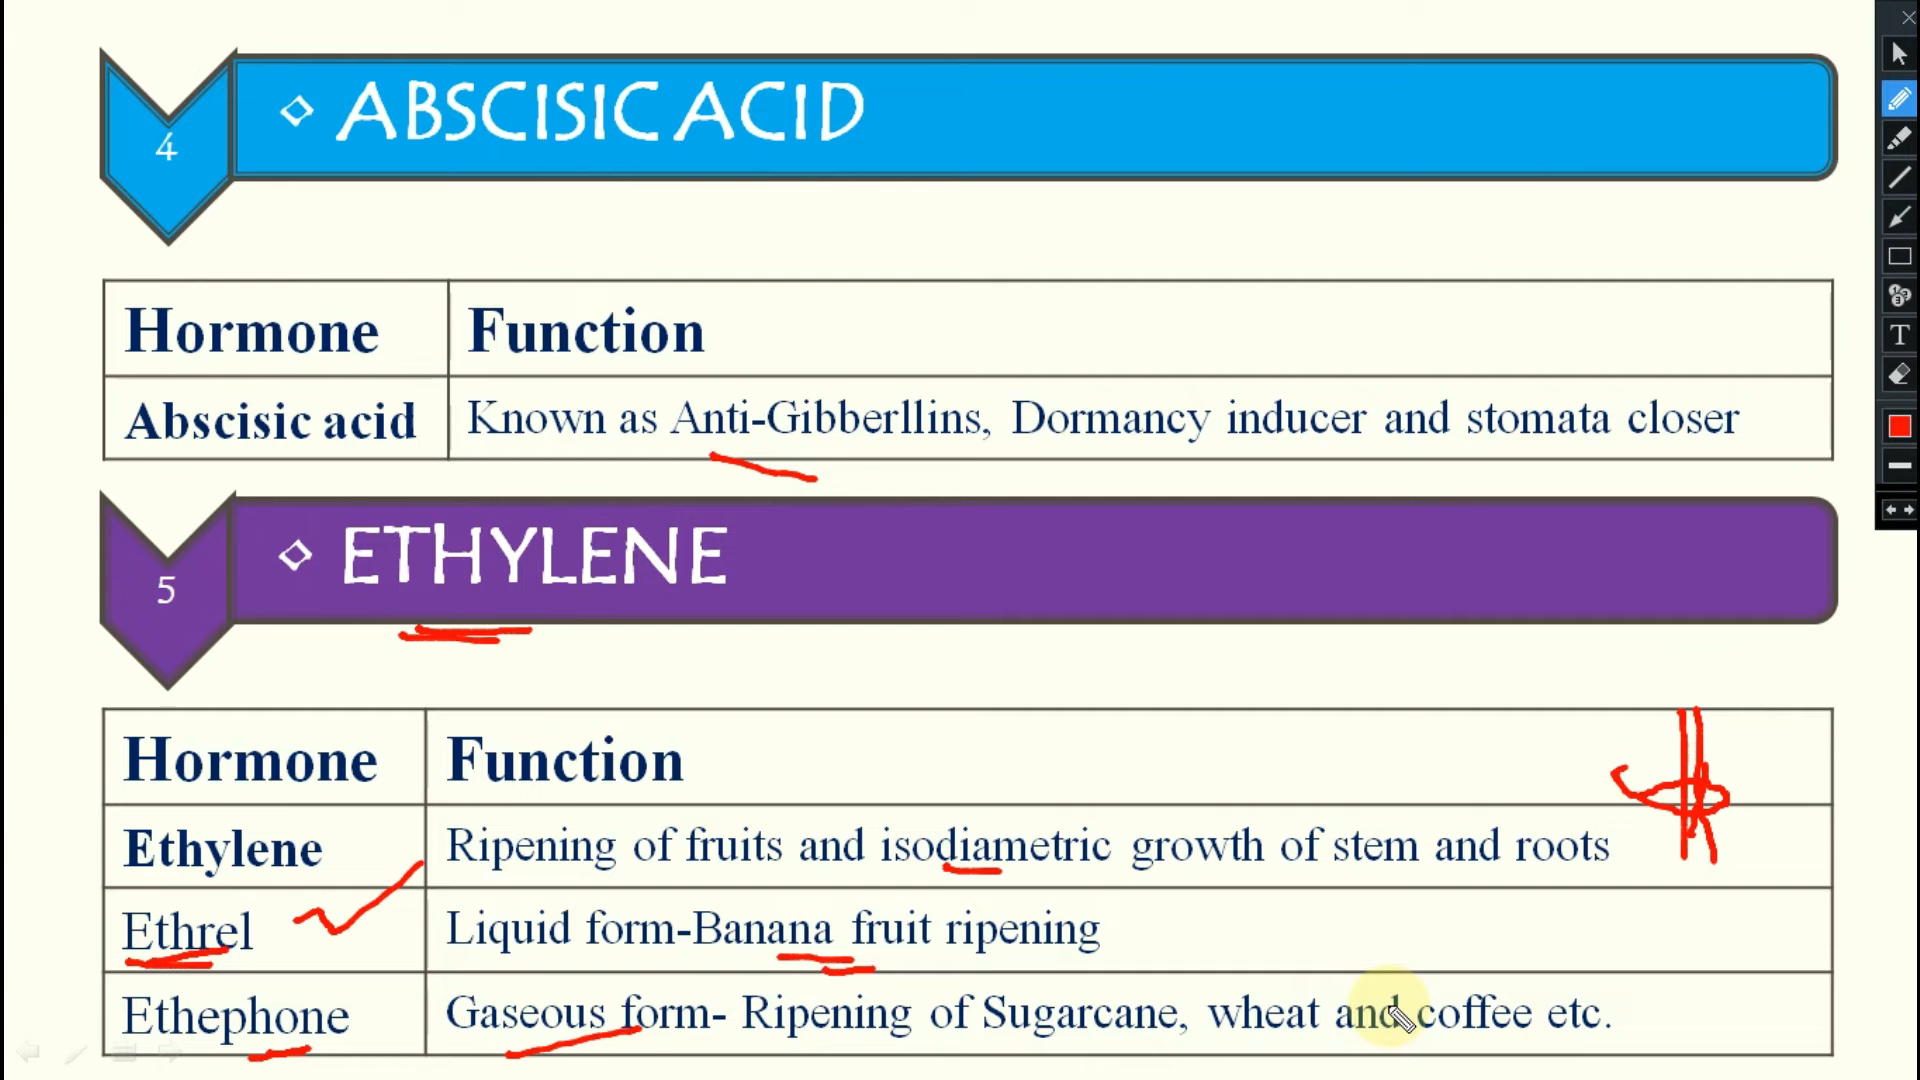 4
◇ ABSCISIC ACID
Hormone Function
Abscisic acid Known as Anti-Gibberllins, Dormancy inducer and stomata closer
5
◇ ETHYLENE
Hormone Function
Ethylene Ripening of fruits and isodiametric growth of stem and roots
Ethrel Liquid form-Banana fruit ripening
Ethephone Gaseous form- Ripening of Sugarcane, wheat and coffee etc.